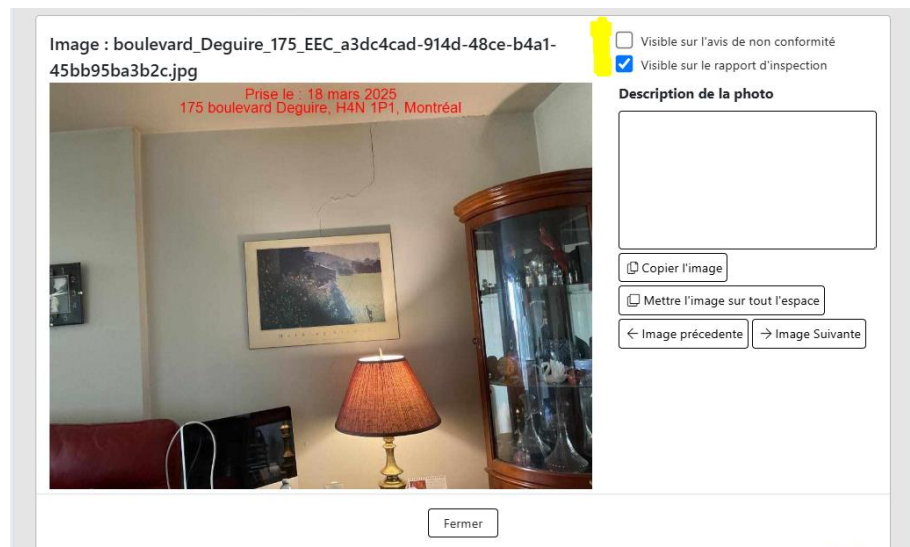 Image : boulevard_Deguire_175_EEC_a3dc4cad-914d-48ce-b4a1-
45bb95ba3b2c.jpg
Visible sur l'avis de non conformité
Visible sur le rapport d'inspection
Description de la photo
Prise le : 18 mars 2025
175 boulevard Deguire, H4N 1P1, Montréal
Copier l'image
Mettre l'image sur tout l'espace
← Image précedente
→ Image Suivante
Fermer